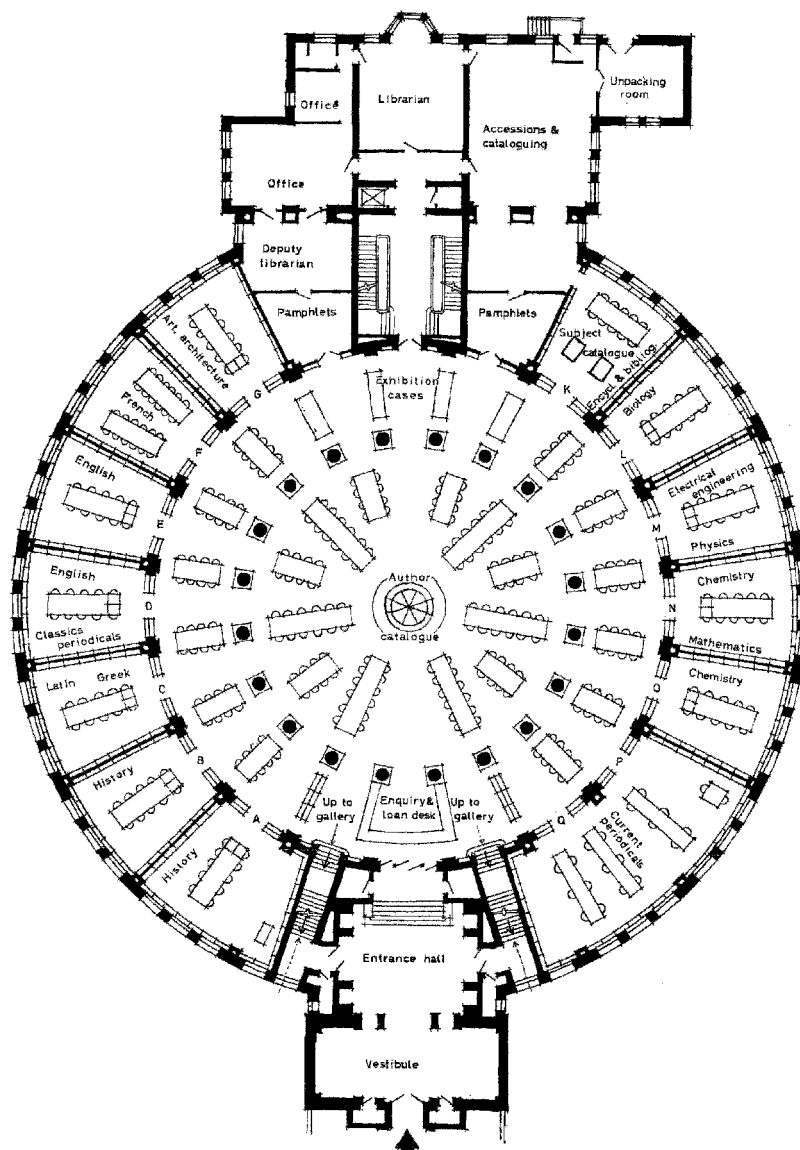 Office
Librarian
Unpacking
room
Accessions &
cataloguing
Office
Deputy
librarian
Pamphlets
Pamphlets
Art, architecture
Subject
catalogue
Encycl. & bibliog.
Exhibition
cases
G
K
French
Biology
F
L
English
Electrical
engineering
E
M
Physics
English
Chemistry
D
N
Author
catalogue
Classics
periodicals
Mathematics
Latin
Greek
Chemistry
C
O
History
B
P
Up to
gallery
Enquiry &
loan desk
Up to
gallery
A
Q
Current
periodicals
History
Entrance hall
Vestibule